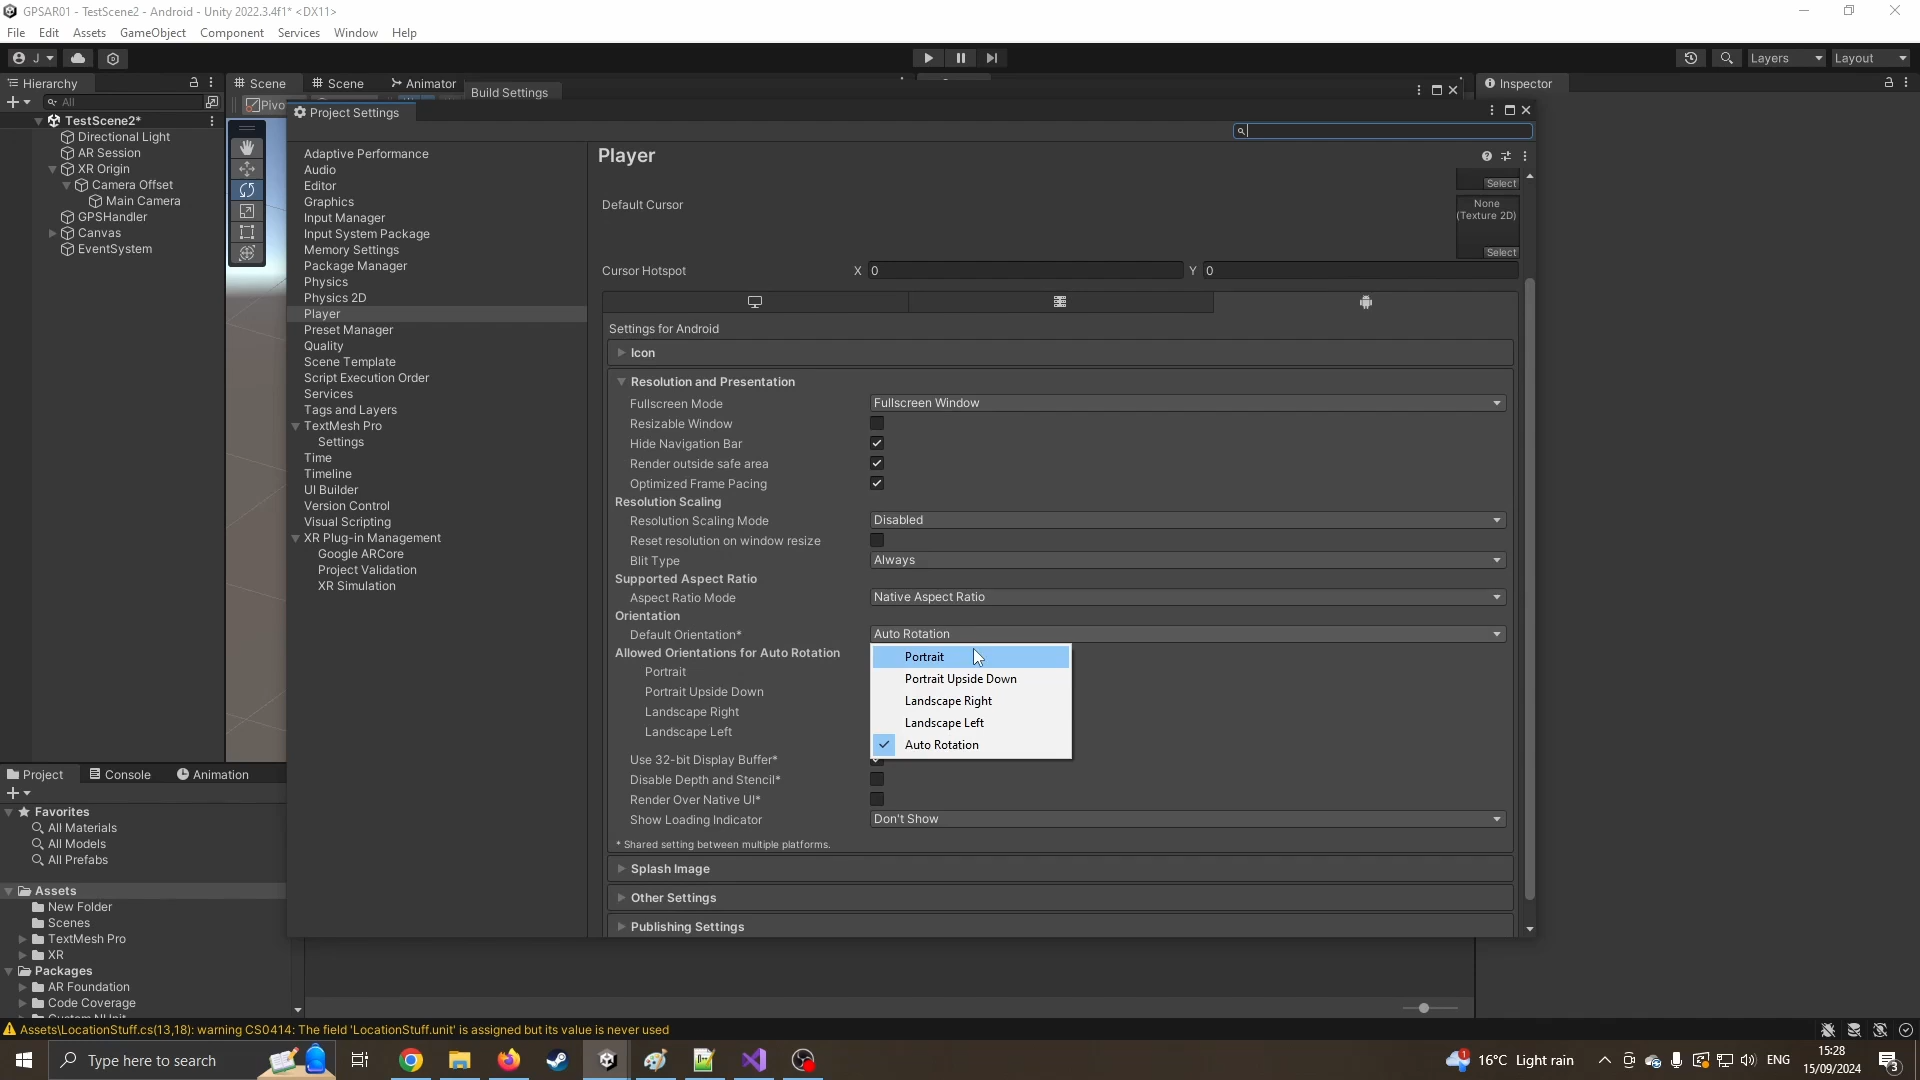 GPSAR01 - TestScene2 - Android - Unity 2022.3.4f1* <DX11>
File Edit Assets GameObject Component Services Window Help
J Layers Layout
Hierarchy Scene Scene Animator Build Settings Inspector
All Pivo
Project Settings
TestScene2*
Directional Light
AR Session
XR Origin
Camera Offset
Main Camera
GPSHandler
Canvas
EventSystem
Adaptive Performance
Audio
Editor
Graphics
Input Manager
Input System Package
Memory Settings
Package Manager
Physics
Physics 2D
Player
Preset Manager
Quality
Scene Template
Script Execution Order
Services
Tags and Layers
TextMesh Pro
Settings
Time
Timeline
UI Builder
Version Control
Visual Scripting
XR Plug-in Management
Google ARCore
Project Validation
XR Simulation
Player
Select
Default Cursor
None
(Texture 2D)
Select
Cursor Hotspot X 0 Y 0
Settings for Android
Icon
Resolution and Presentation
Fullscreen Mode Fullscreen Window
Resizable Window
Hide Navigation Bar
Render outside safe area
Optimized Frame Pacing
Resolution Scaling
Resolution Scaling Mode Disabled
Reset resolution on window resize
Blit Type Always
Supported Aspect Ratio
Aspect Ratio Mode Native Aspect Ratio
Orientation
Default Orientation* Auto Rotation
Allowed Orientations for Auto Rotation
Portrait
Portrait Upside Down
Landscape Right
Landscape Left
Portrait
Portrait Upside Down
Landscape Right
Landscape Left
Auto Rotation
Use 32-bit Display Buffer*
Disable Depth and Stencil*
Render Over Native UI*
Show Loading Indicator Don't Show
* Shared setting between multiple platforms.
Splash Image
Other Settings
Publishing Settings
Project Console Animation
Favorites
All Materials
All Models
All Prefabs
Assets
New Folder
Scenes
TextMesh Pro
XR
Packages
AR Foundation
Code Coverage
Custom NUnit
Assets\LocationStuff.cs(13,18): warning CS0414: The field 'LocationStuff.unit' is assigned but its value is never used
Type here to search
1 16°C Light rain ENG 15:28
15/09/2024
3